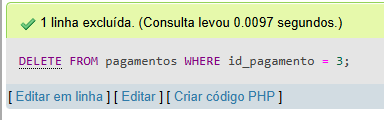 1 linha excluída. (Consulta levou 0.0097 segundos.)
DELETE FROM pagamentos WHERE id_pagamento = 3;
[ Editar em linha ] [ Editar ] [ Criar código PHP ]